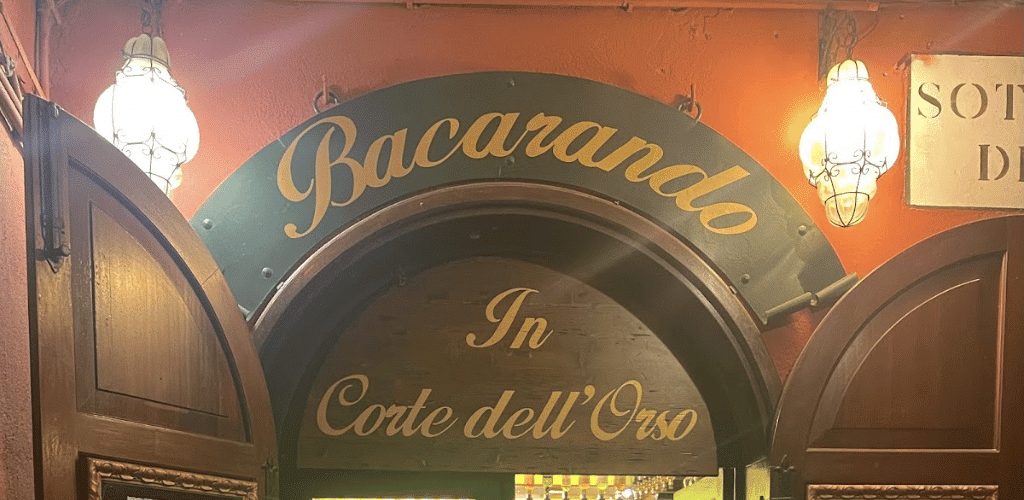 Bacarando
In
Corte dell'Orso